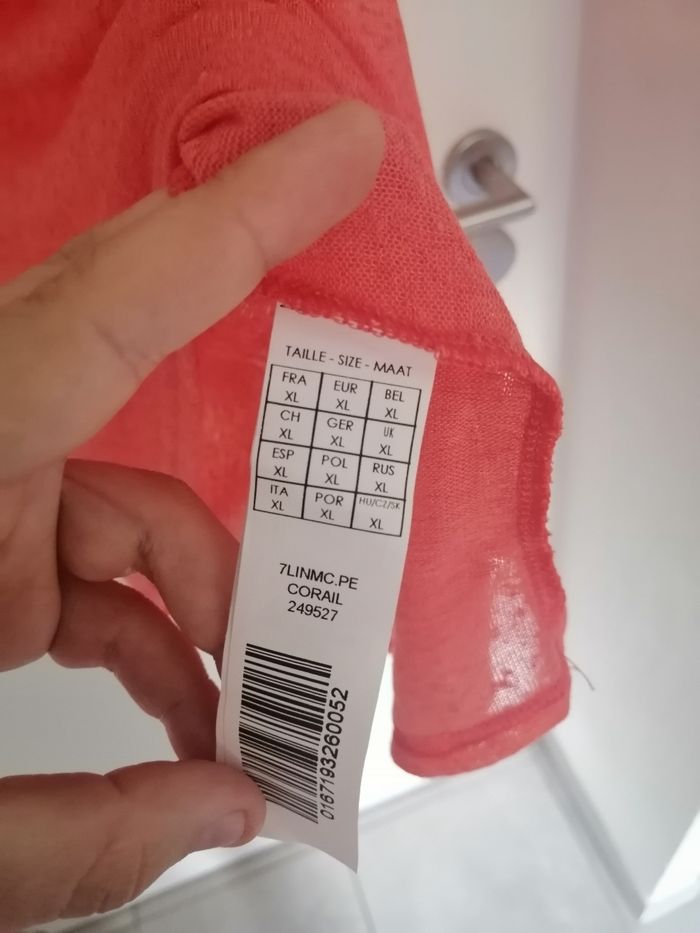 TAILLE - SIZE - MAAT
FRA EUR BEL
XL XL XL
CH GER UK
XL XL XL
ESP POL RUS
XL XL XL
ITA POR HU/CZ/SK
XL XL XL
7LINMC.PE
CORAIL
249527
0167193260052